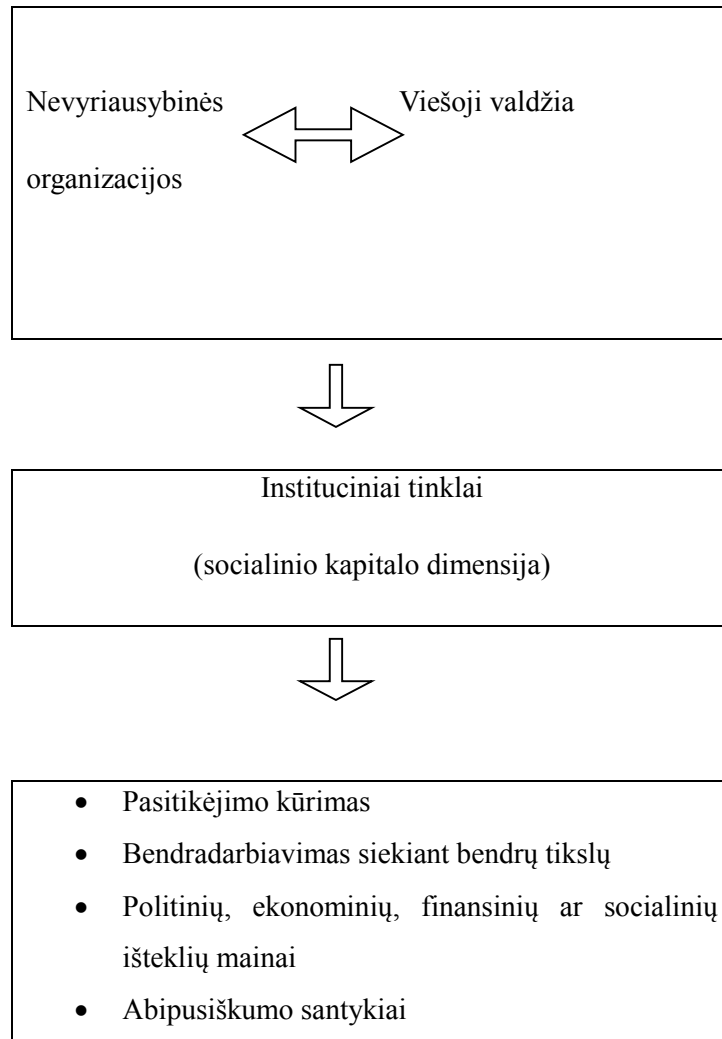 Nevyriausybinės
organizacijos
Viešoji valdžia
Instituciniai tinklai
(socialinio kapitalo dimensija)
• Pasitikėjimo kūrimas
• Bendradarbiavimas siekiant bendrų tikslų
• Politinių, ekonominių, finansinių ar socialinių
išteklių mainai
• Abipusiškumo santykiai